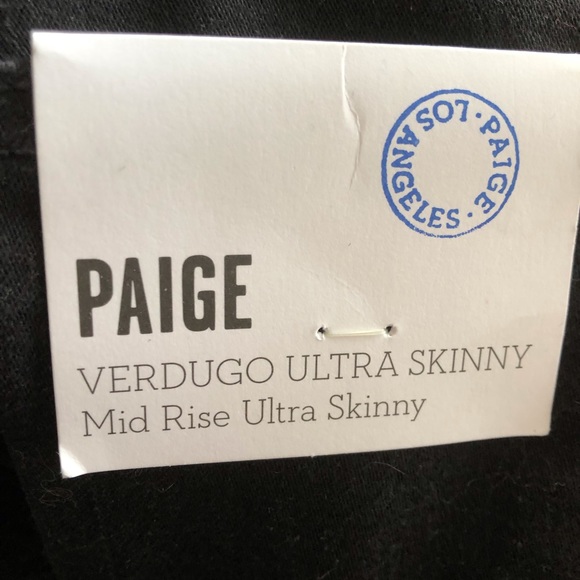 PAIGE · LOS ANGELES ·
PAIGE
VERDUGO ULTRA SKINNY
Mid Rise Ultra Skinny